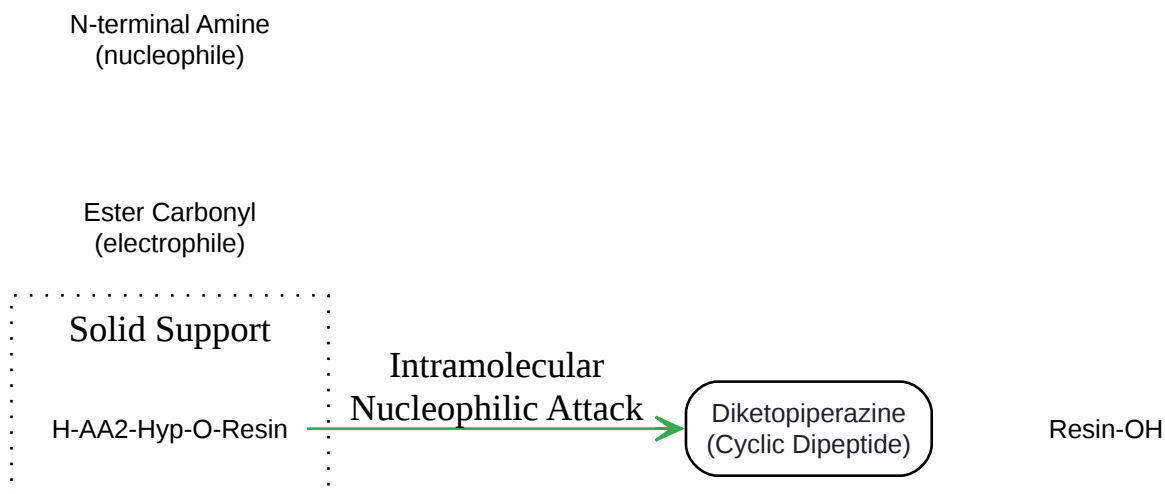 N-terminal Amine
(nucleophile)
Ester Carbonyl
(electrophile)
Solid Support
H-AA2-Hyp-O-Resin
Intramolecular
Nucleophilic Attack
Diketopiperazine
(Cyclic Dipeptide)
Resin-OH